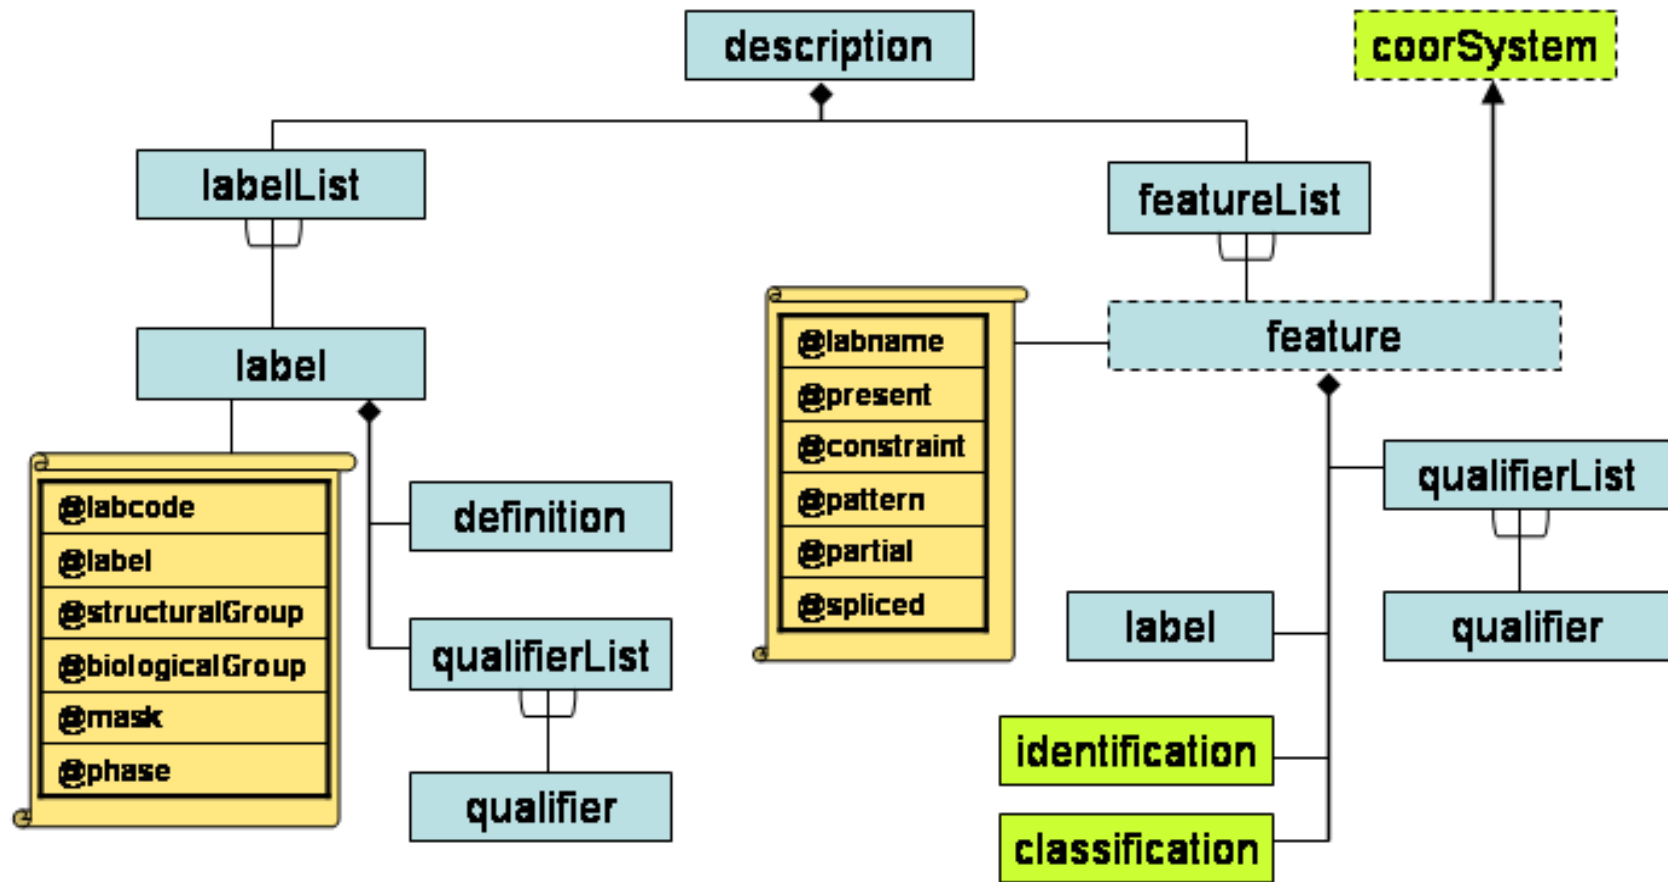 description
coorSystem
labelList
featureList
label
feature
@labname
@present
@constraint
@pattern
@partial
@spliced
@labcode
@label
@structuralGroup
@biologicalGroup
@mask
@phase
definition
qualifierList
qualifier
qualifierList
qualifier
label
identification
classification